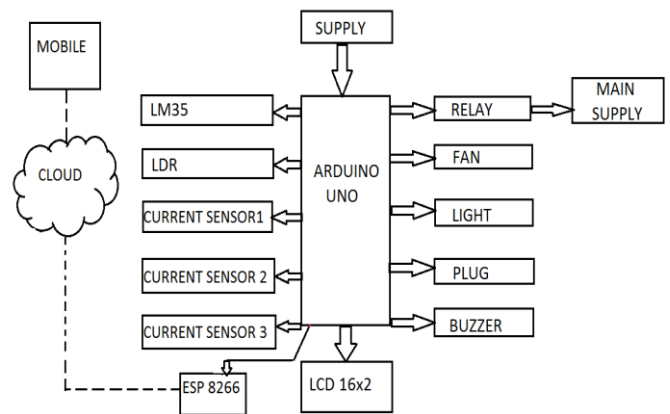 SUPPLY
MOBILE
MAIN
SUPPLY
LM35
RELAY
LDR
ARDUINO
UNO
FAN
CLOUD
CURRENT SENSOR1
LIGHT
CURRENT SENSOR 2
PLUG
CURRENT SENSOR 3
BUZZER
ESP 8266
LCD 16x2